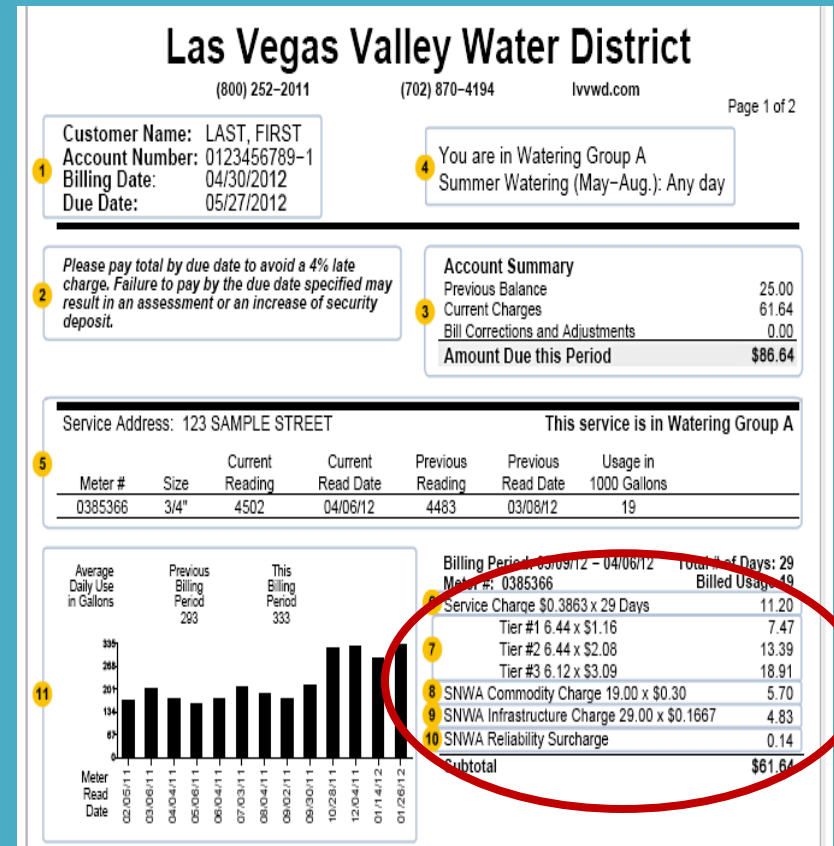 Las Vegas Valley Water District
(800) 252-2011 (702) 870-4194 lvvwd.com
Page 1 of 2
1
Customer Name: LAST, FIRST
Account Number: 0123456789-1
Billing Date: 04/30/2012
Due Date: 05/27/2012
4
You are in Watering Group A
Summer Watering (May-Aug.): Any day
2
Please pay total by due date to avoid a 4% late
charge. Failure to pay by the due date specified may
result in an assessment or an increase of security
deposit.
3
Account Summary
Previous Balance 25.00
Current Charges 61.64
Bill Corrections and Adjustments 0.00
Amount Due this Period $86.64
5
Service Address: 123 SAMPLE STREET This service is in Watering Group A
Current Current Previous Previous Usage in
Meter # Size Reading Read Date Reading Read Date 1000 Gallons
0385366 3/4" 4502 04/06/12 4483 03/08/12 19
11
Average Previous This
Daily Use Billing Billing
in Gallons Period Period
293 333
335
268
201
134
67
0
Meter
Read
Date
02/05/11 03/06/11 04/04/11 05/06/11 06/04/11 07/03/11 08/04/11 09/02/11 09/30/11 10/28/11 12/04/11 01/14/12 01/26/12
Billing Period: 03/09/12 - 04/06/12 Total # of Days: 29
Meter #: 0385366 Billed Usage 19
Service Charge $0.3863 x 29 Days 11.20
7
Tier #1 6.44 x $1.16 7.47
Tier #2 6.44 x $2.08 13.39
Tier #3 6.12 x $3.09 18.91
8 SNWA Commodity Charge 19.00 x $0.30 5.70
9 SNWA Infrastructure Charge 29.00 x $0.1667 4.83
10 SNWA Reliability Surcharge 0.14
Subtotal $61.64